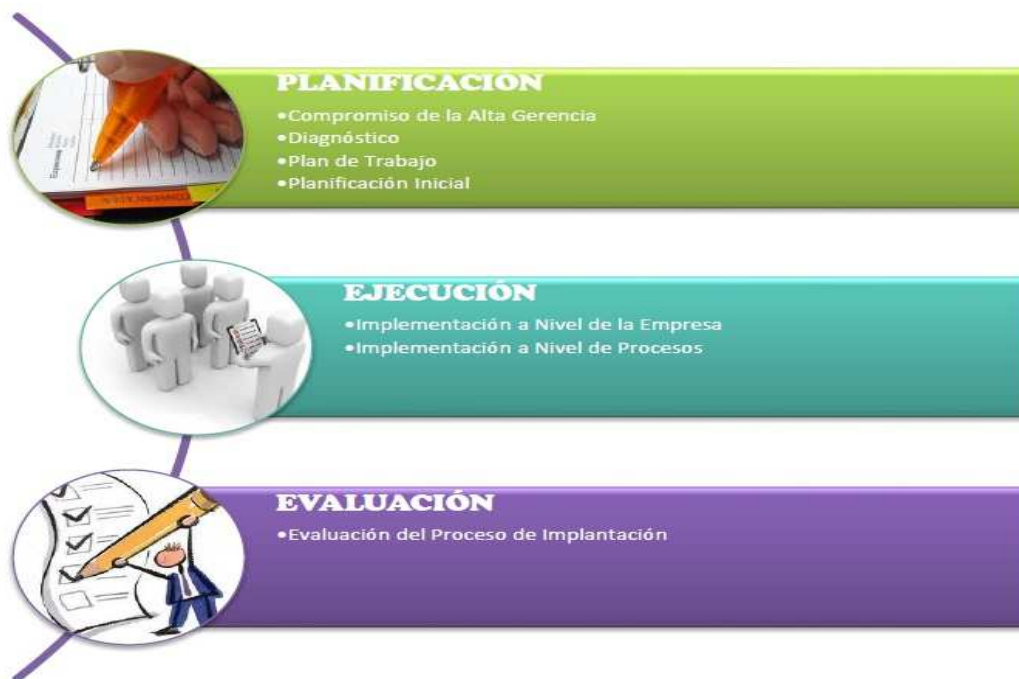 PLANIFICACIÓN
•Compromiso de la Alta Gerencia
•Diagnóstico
•Plan de Trabajo
•Planificación Inicial
EJECUCIÓN
•Implementación a Nivel de la Empresa
•Implementación a Nivel de Procesos
EVALUACIÓN
•Evaluación del Proceso de Implantación